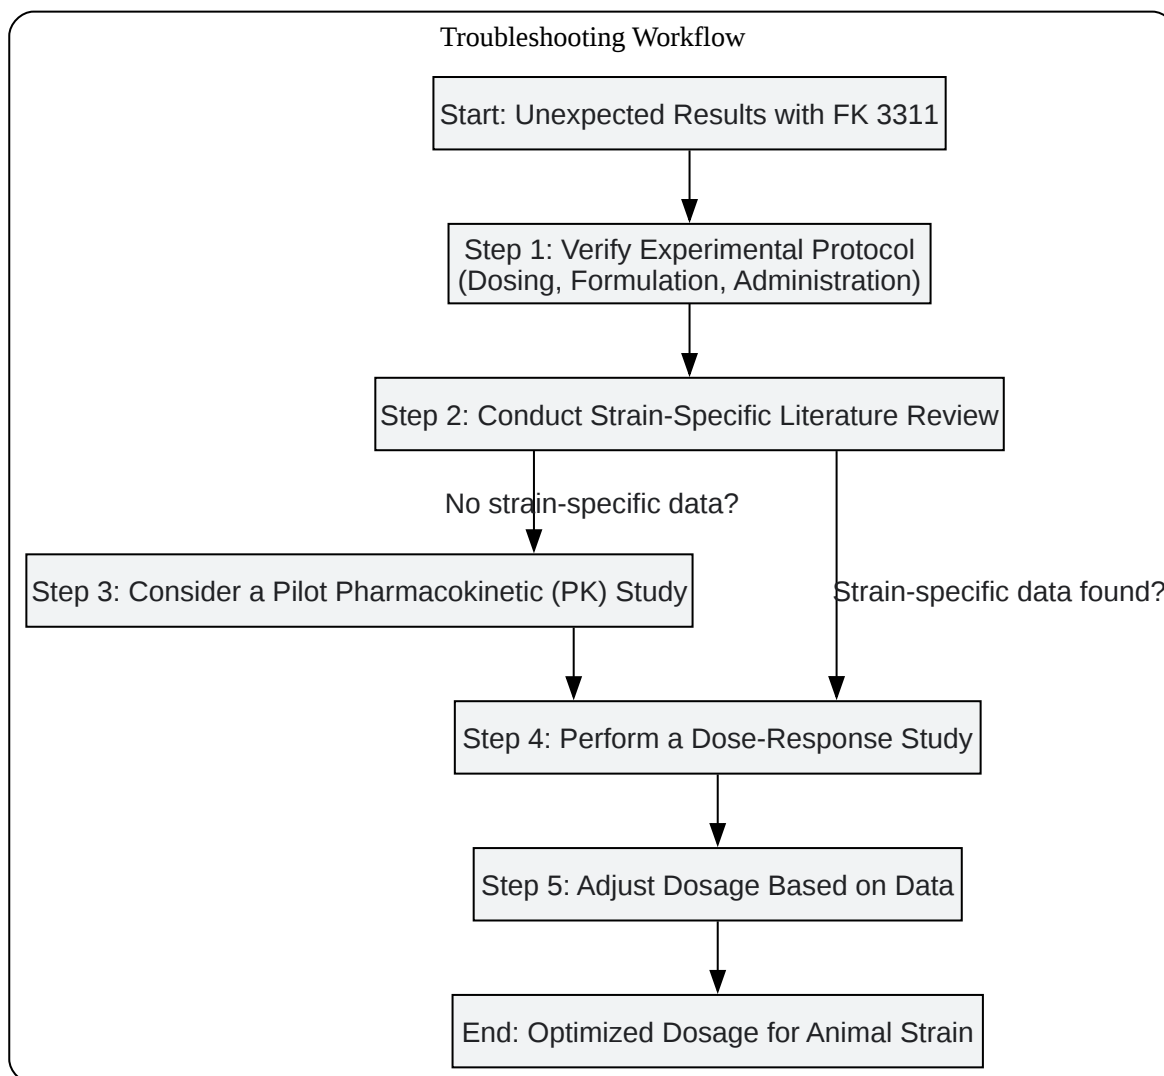 Troubleshooting Workflow
Start: Unexpected Results with FK 3311
Step 1: Verify Experimental Protocol
(Dosing, Formulation, Administration)
Step 2: Conduct Strain-Specific Literature Review
No strain-specific data?
Step 3: Consider a Pilot Pharmacokinetic (PK) Study
Strain-specific data found?
Step 4: Perform a Dose-Response Study
Step 5: Adjust Dosage Based on Data
End: Optimized Dosage for Animal Strain